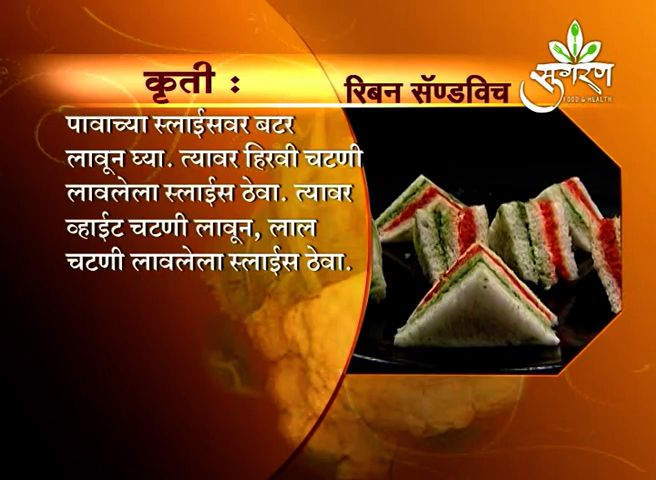 कृती :
रिबन सॅण्डविच
सुगरण
FOOD & HEALTH
पावाच्या स्लाईसवर बटर
लावून घ्या. त्यावर हिरवी चटणी
लावलेला स्लाईस ठेवा. त्यावर
व्हाईट चटणी लावून, लाल
चटणी लावलेला स्लाईस ठेवा.